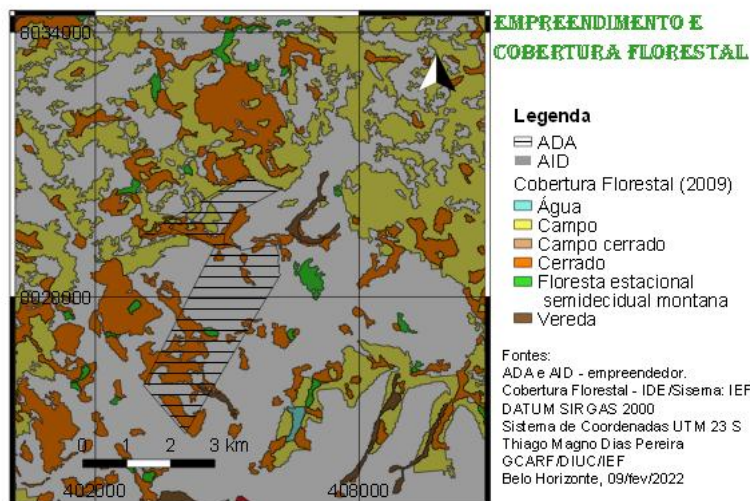 EMPREENDIMENTO E
COBERTURA FLORESTAL
8034000
8028000
0 1 2 3 km
402000
408000
Legenda
ADA
AID
Cobertura Florestal (2009)
Água
Campo
Campo cerrado
Cerrado
Floresta estacional
semidecidual montana
Vereda
Fontes:
ADA e AID - empreendedor.
Cobertura Florestal - IDE/Sisema: IEF
DATUM SIRGAS 2000
Sistema de Coordenadas UTM 23 S
Thiago Magno Dias Pereira
GCARF/DIUC/IEF
Belo Horizonte, 09/fev/2022